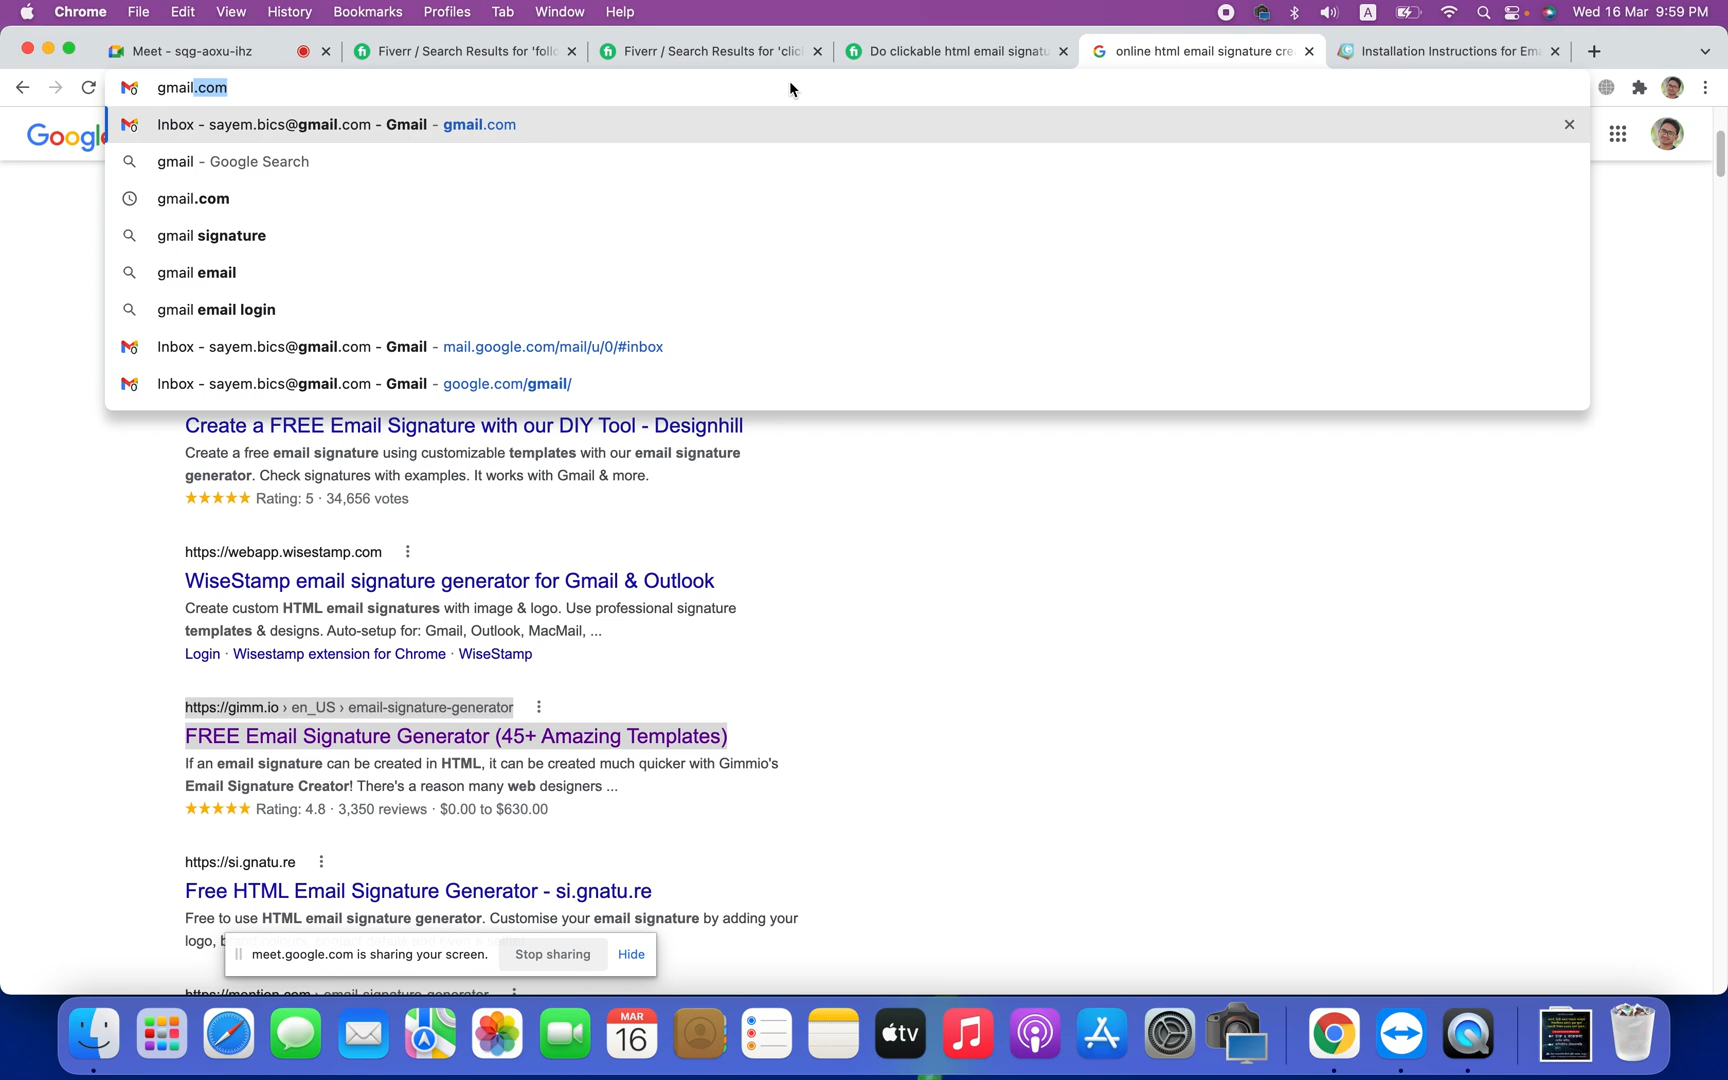 Chrome File Edit View History Bookmarks Profiles Tab Window Help A Wed 16 Mar 9:59 PM
Meet - sqg-aoxu-ihz Fiverr / Search Results for 'follo Fiverr / Search Results for 'clic Do clickable html email signatu online html email signature cre Installation Instructions for Ema
gmail.com
Inbox - sayem.bics@gmail.com - Gmail - gmail.com
gmail - Google Search
gmail.com
gmail signature
gmail email
gmail email login
Inbox - sayem.bics@gmail.com - Gmail - mail.google.com/mail/u/0/#inbox
Inbox - sayem.bics@gmail.com - Gmail - google.com/gmail/
Create a FREE Email Signature with our DIY Tool - Designhill
Create a free email signature using customizable templates with our email signature
generator. Check signatures with examples. It works with Gmail & more.
Rating: 5 · 34,656 votes
https://webapp.wisestamp.com
WiseStamp email signature generator for Gmail & Outlook
Create custom HTML email signatures with image & logo. Use professional signature
templates & designs. Auto-setup for: Gmail, Outlook, MacMail, ...
Login · Wisestamp extension for Chrome · WiseStamp
https://gimm.io › en_US › email-signature-generator
FREE Email Signature Generator (45+ Amazing Templates)
If an email signature can be created in HTML, it can be created much quicker with Gimmio's
Email Signature Creator! There's a reason many web designers ...
Rating: 4.8 · 3,350 reviews · $0.00 to $630.00
https://si.gnatu.re
Free HTML Email Signature Generator - si.gnatu.re
Free to use HTML email signature generator. Customise your email signature by adding your
logo,
meet.google.com is sharing your screen. Stop sharing Hide
https://mention.com › email-signature-generator
MAR
16
tv